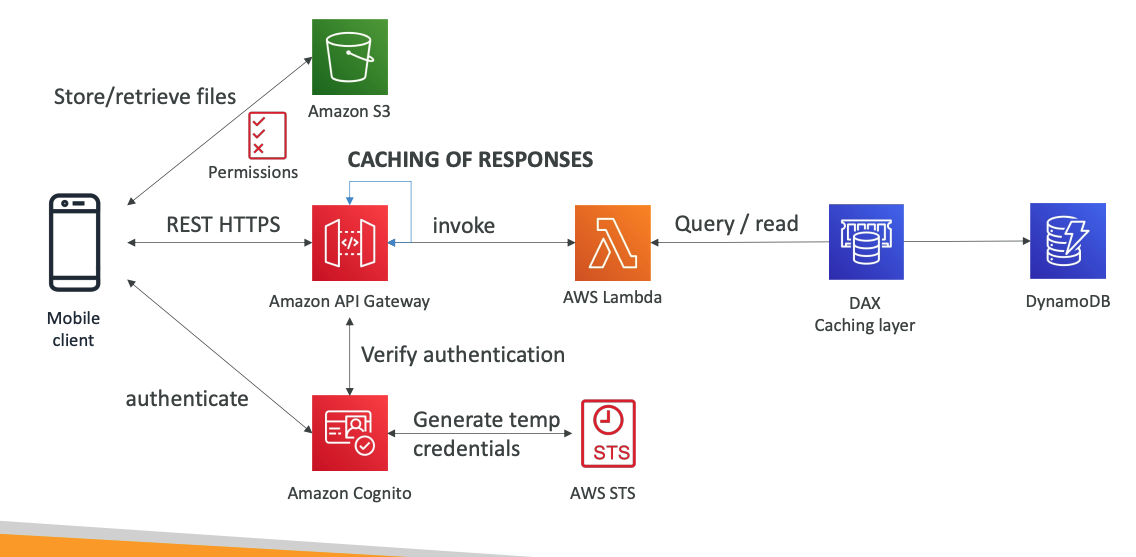 Store/retrieve files
Amazon S3
Permissions
CACHING OF RESPONSES
REST HTTPS
</>
invoke
Query / read
Mobile
client
Amazon API Gateway
AWS Lambda
DAX
Caching layer
DynamoDB
Verify authentication
authenticate
Generate temp
credentials
STS
Amazon Cognito
AWS STS